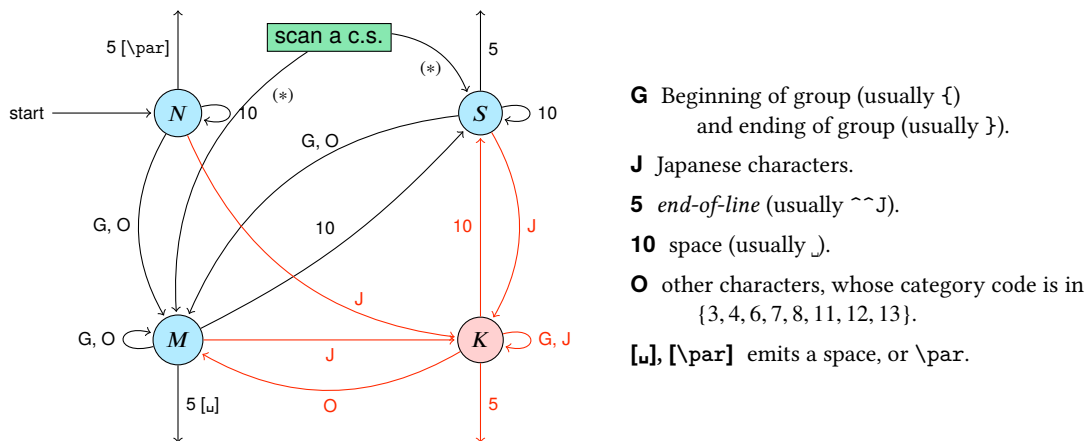 5 [\par]
scan a c.s.
5
(∗)
(∗)
start
N
10
S
10
G, O
G, O
10
10
J
J
G, O
M
J
K
G, J
O
5 [␣]
5
G Beginning of group (usually {)
and ending of group (usually }).
J Japanese characters.
5 end-of-line (usually ^^J).
10 space (usually ␣).
O other characters, whose category code is in
{3, 4, 6, 7, 8, 11, 12, 13}.
[␣], [\par] emits a space, or \par.